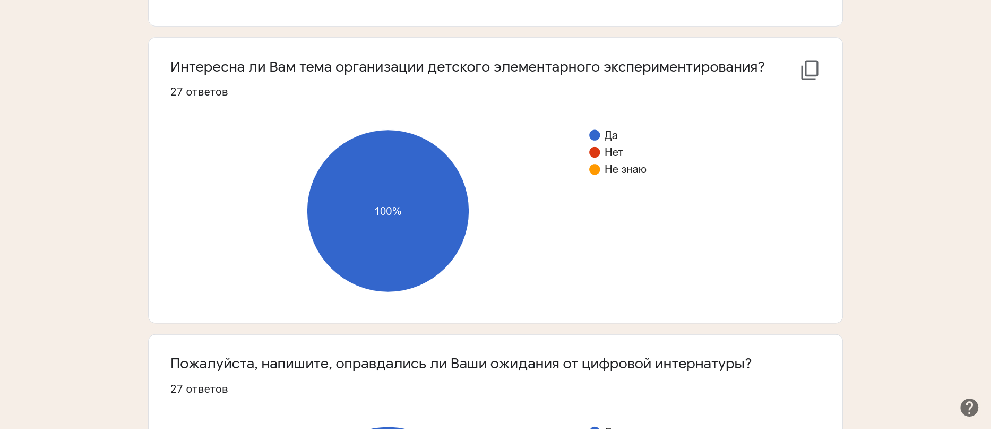 Интересна ли Вам тема организации детского элементарного экспериментирования?
27 ответов
100%
Да
Нет
Не знаю
Пожалуйста, напишите, оправдались ли Ваши ожидания от цифровой интернатуры?
27 ответов